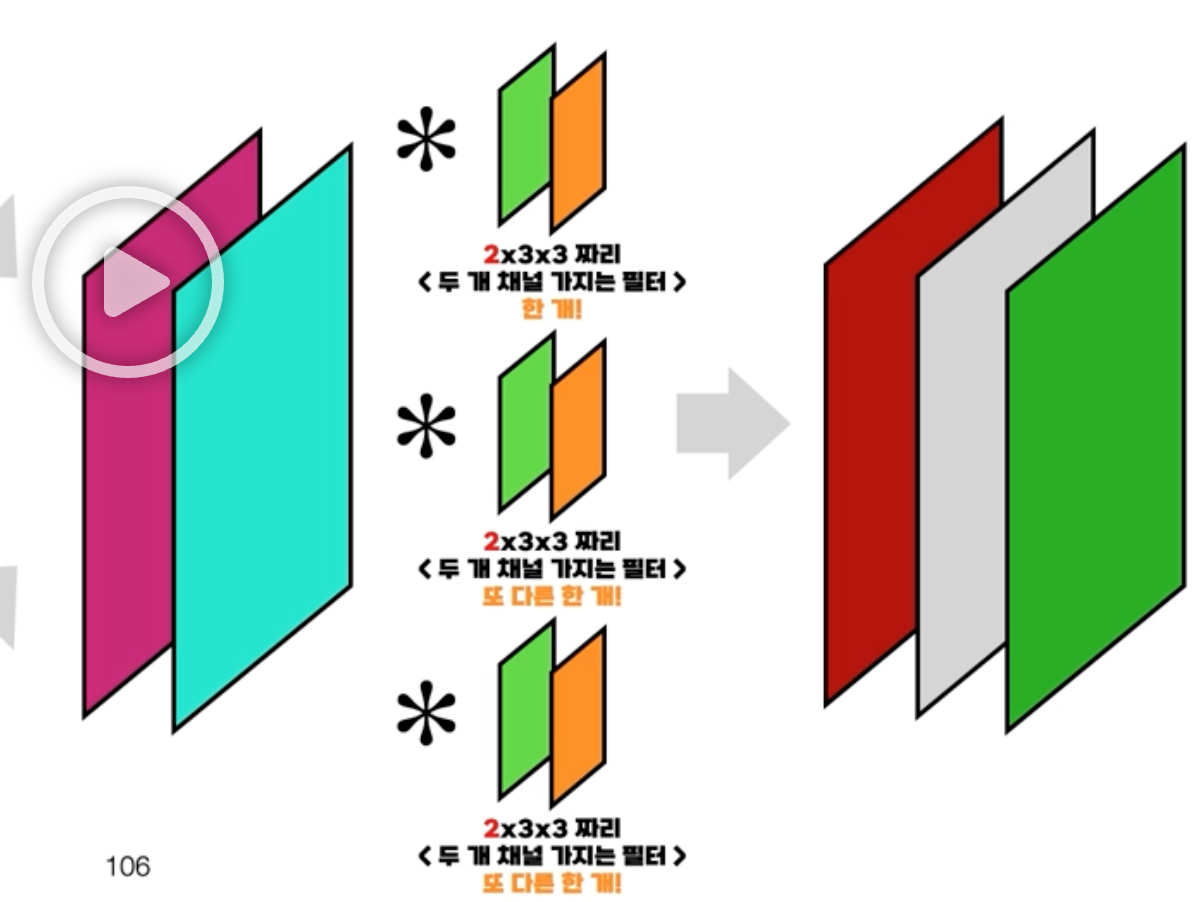 2x3x3 짜리
< 두 개 채널 가지는 필터 >
한 개!
2x3x3 짜리
< 두 개 채널 가지는 필터 >
또 다른 한 개!
2x3x3 짜리
< 두 개 채널 가지는 필터 >
또 다른 한 개!
106